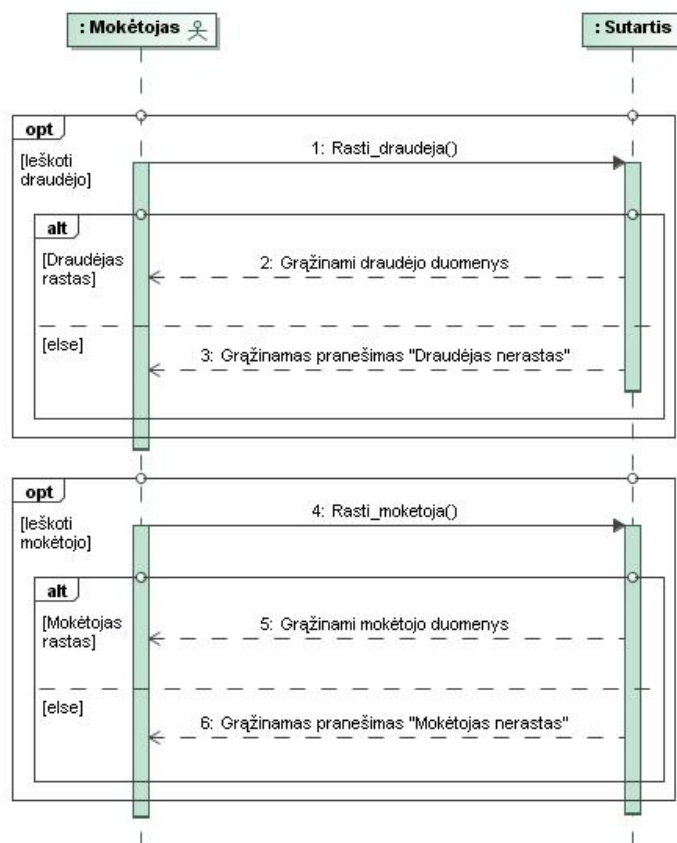 : Mokėtojas
: Sutartis
opt
[Ieškoti
draudėjo]
1: Rasti_draudeja()
alt
[Draudėjas
rastas]
2: Grąžinami draudėjo duomenys
[else]
3: Grąžinamas pranešimas "Draudėjas nerastas"
opt
[Ieškoti
mokėtojo]
4: Rasti_moketoja()
alt
[Mokėtojas
rastas]
5: Grąžinami mokėtojo duomenys
[else]
6: Grąžinamas pranešimas "Mokėtojas nerastas"